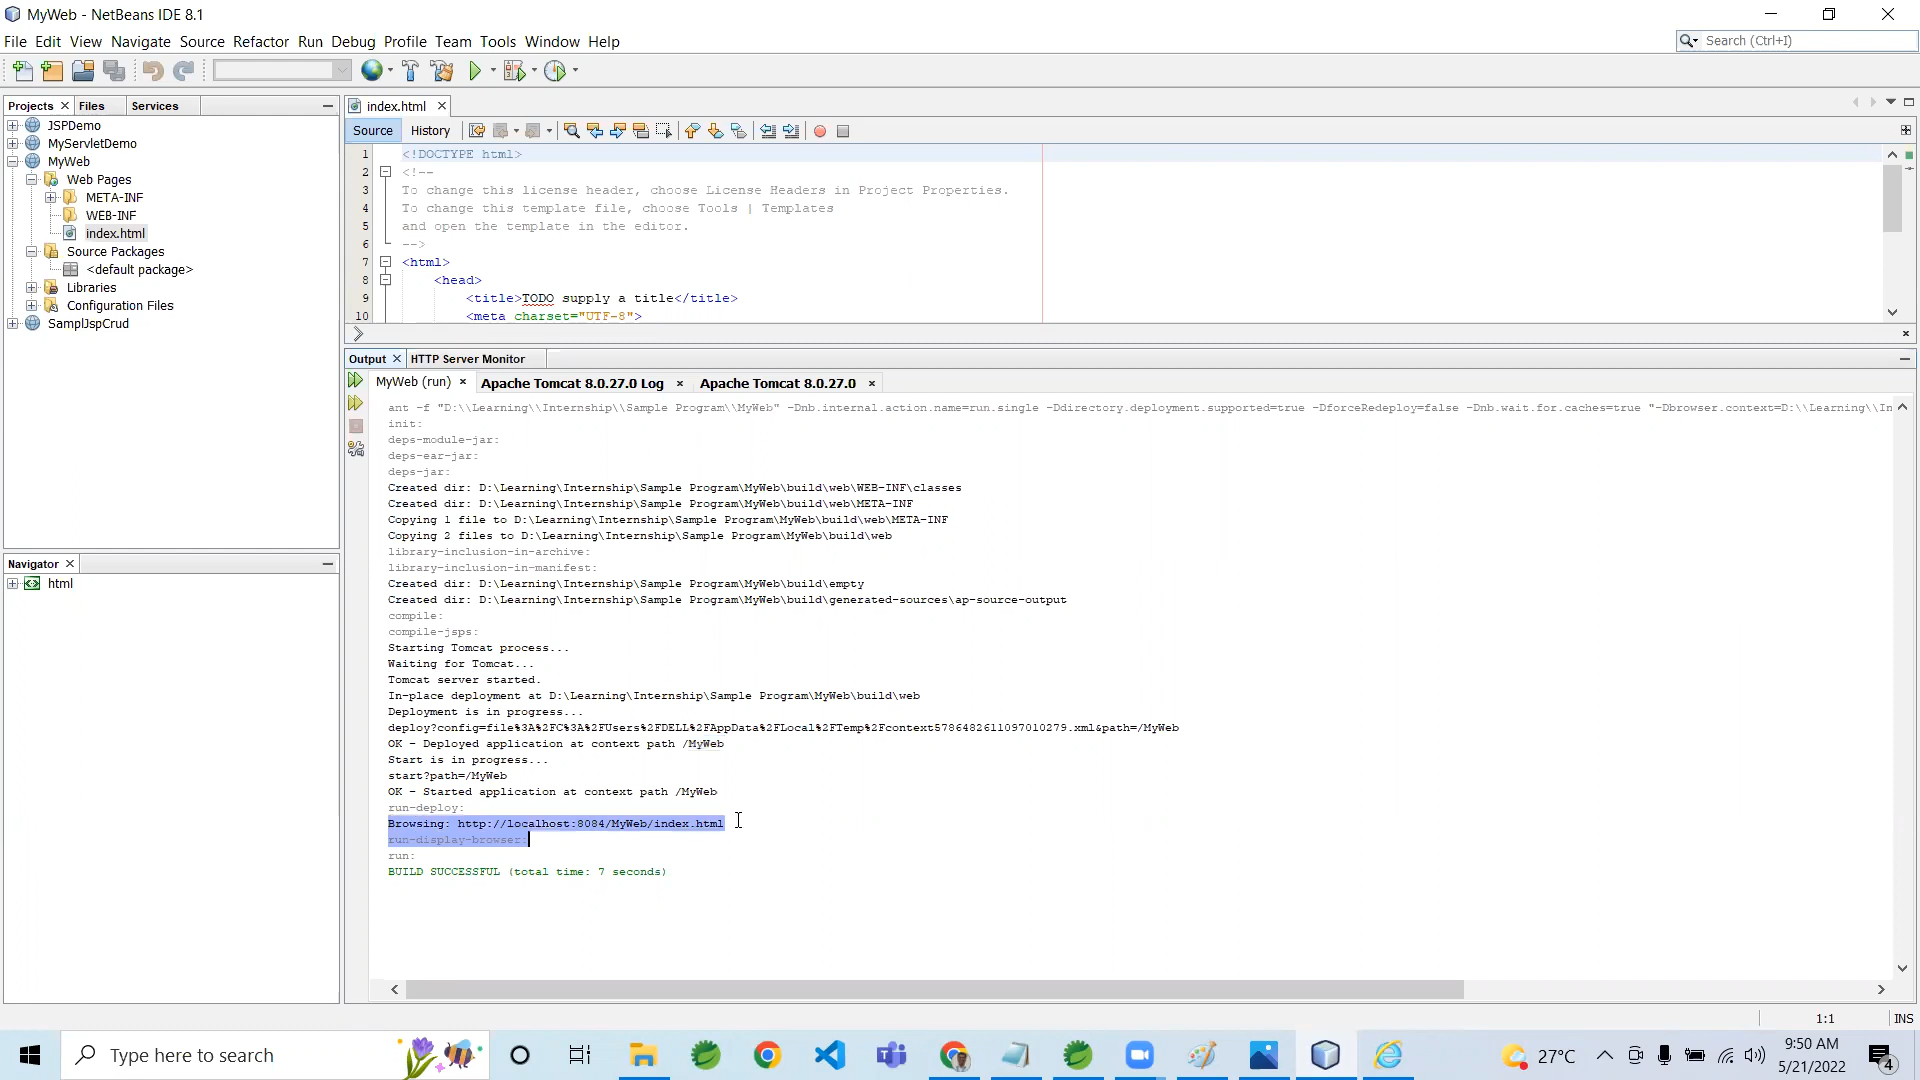 MyWeb - NetBeans IDE 8.1
File Edit View Navigate Source Refactor Run Debug Profile Team Tools Window Help
Search (Ctrl+I)
Projects Files Services
JSPDemo
MyServletDemo
MyWeb
Web Pages
META-INF
WEB-INF
index.html
Source Packages
<default package>
Libraries
Configuration Files
SamplJspCrud
Navigator
html
index.html
Source History
1 <!DOCTYPE html>
2 <!--
3 To change this license header, choose License Headers in Project Properties.
4 To change this template file, choose Tools | Templates
5 and open the template in the editor.
6 -->
7 <html>
8 <head>
9 <title>TODO supply a title</title>
10 <meta charset="UTF-8">
Output HTTP Server Monitor
MyWeb (run) Apache Tomcat 8.0.27.0 Log Apache Tomcat 8.0.27.0
ant -f "D:\\Learning\\Internship\\Sample Program\\MyWeb" -Dnb.internal.action.name=run.single -Ddirectory.deployment.supported=true -DforceRedeploy=false -Dnb.wait.for.caches=true "-Dbrowser.context=D:\\Learning\\In
init:
deps-module-jar:
deps-ear-jar:
deps-jar:
Created dir: D:\Learning\Internship\Sample Program\MyWeb\build\web\WEB-INF\classes
Created dir: D:\Learning\Internship\Sample Program\MyWeb\build\web\META-INF
Copying 1 file to D:\Learning\Internship\Sample Program\MyWeb\build\web\META-INF
Copying 2 files to D:\Learning\Internship\Sample Program\MyWeb\build\web
library-inclusion-in-archive:
library-inclusion-in-manifest:
Created dir: D:\Learning\Internship\Sample Program\MyWeb\build\empty
Created dir: D:\Learning\Internship\Sample Program\MyWeb\build\generated-sources\ap-source-output
compile:
compile-jsps:
Starting Tomcat process...
Waiting for Tomcat...
Tomcat server started.
In-place deployment at D:\Learning\Internship\Sample Program\MyWeb\build\web
Deployment is in progress...
deploy?config=file%3A%2FC%3A%2FUsers%2FDELL%2FAppData%2FLocal%2FTemp%2Fcontext5786482611097010279.xml&path=/MyWeb
OK - Deployed application at context path /MyWeb
Start is in progress...
start?path=/MyWeb
OK - Started application at context path /MyWeb
run-deploy:
Browsing: http://localhost:8084/MyWeb/index.html
run-display-browser:
run:
BUILD SUCCESSFUL (total time: 7 seconds)
1:1 INS
Type here to search
27°C
9:50 AM
5/21/2022
4